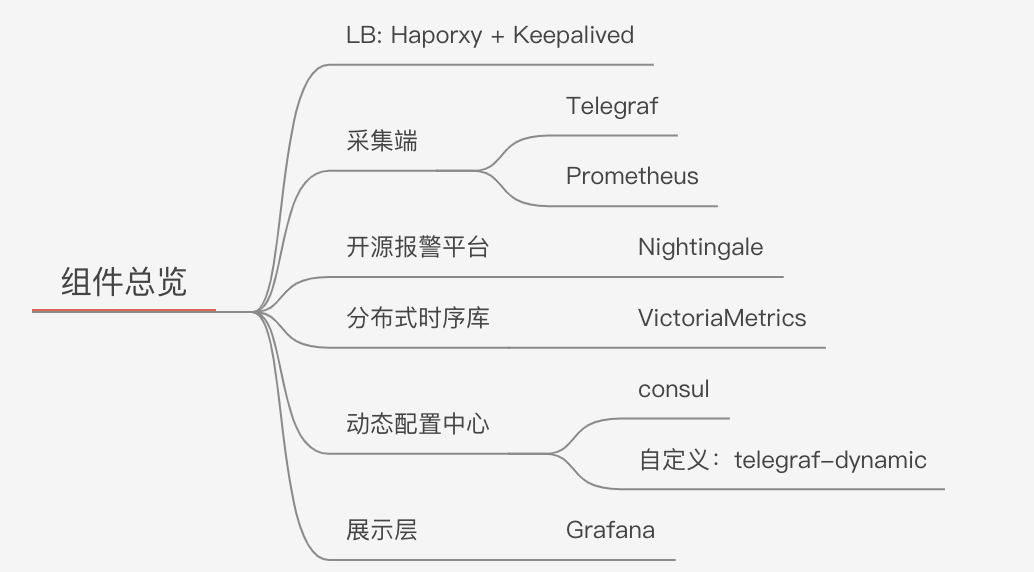 组件总览
LB: Haporxy + Keepalived
采集端
Telegraf
Prometheus
开源报警平台
Nightingale
分布式时序库
VictoriaMetrics
动态配置中心
consul
自定义：telegraf-dynamic
展示层
Grafana